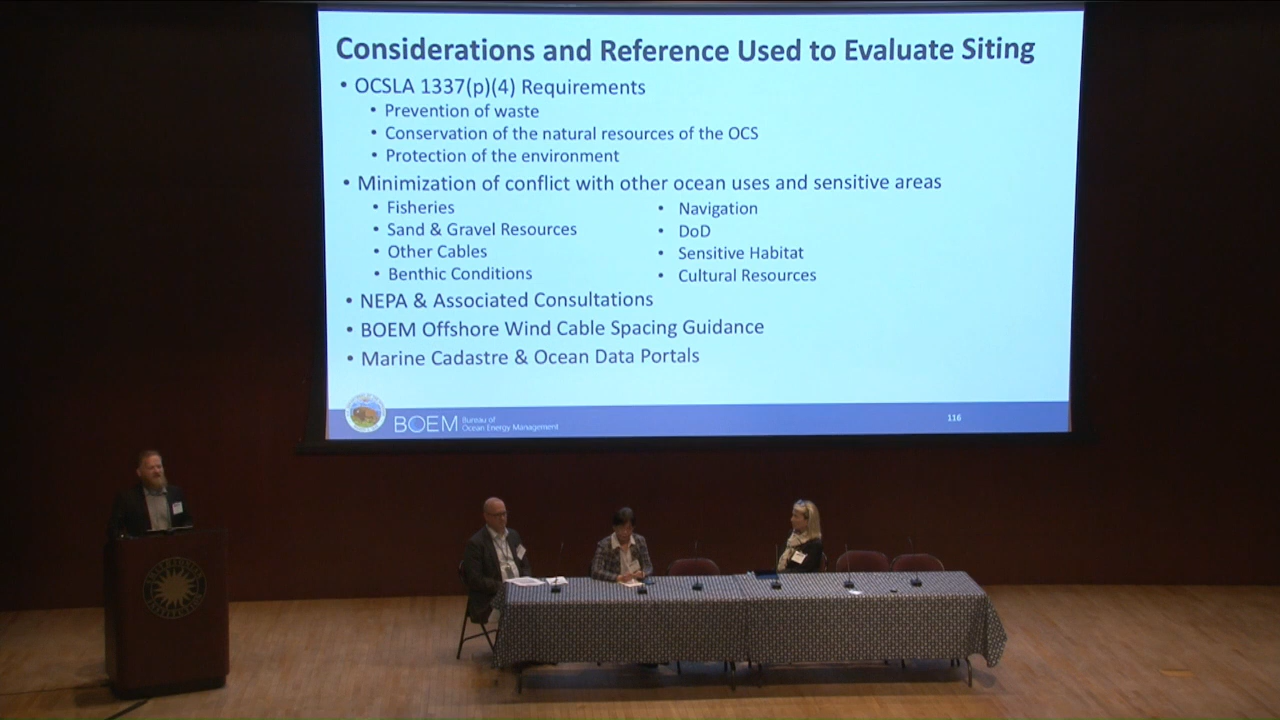 Considerations and Reference Used to Evaluate Siting
• OCSLA 1337(p)(4) Requirements
• Prevention of waste
• Conservation of the natural resources of the OCS
• Protection of the environment
• Minimization of conflict with other ocean uses and sensitive areas
• Fisheries
• Sand & Gravel Resources
• Other Cables
• Benthic Conditions
• Navigation
• DoD
• Sensitive Habitat
• Cultural Resources
• NEPA & Associated Consultations
• BOEM Offshore Wind Cable Spacing Guidance
• Marine Cadastre & Ocean Data Portals
BOEM
Bureau of
Ocean Energy Management
116